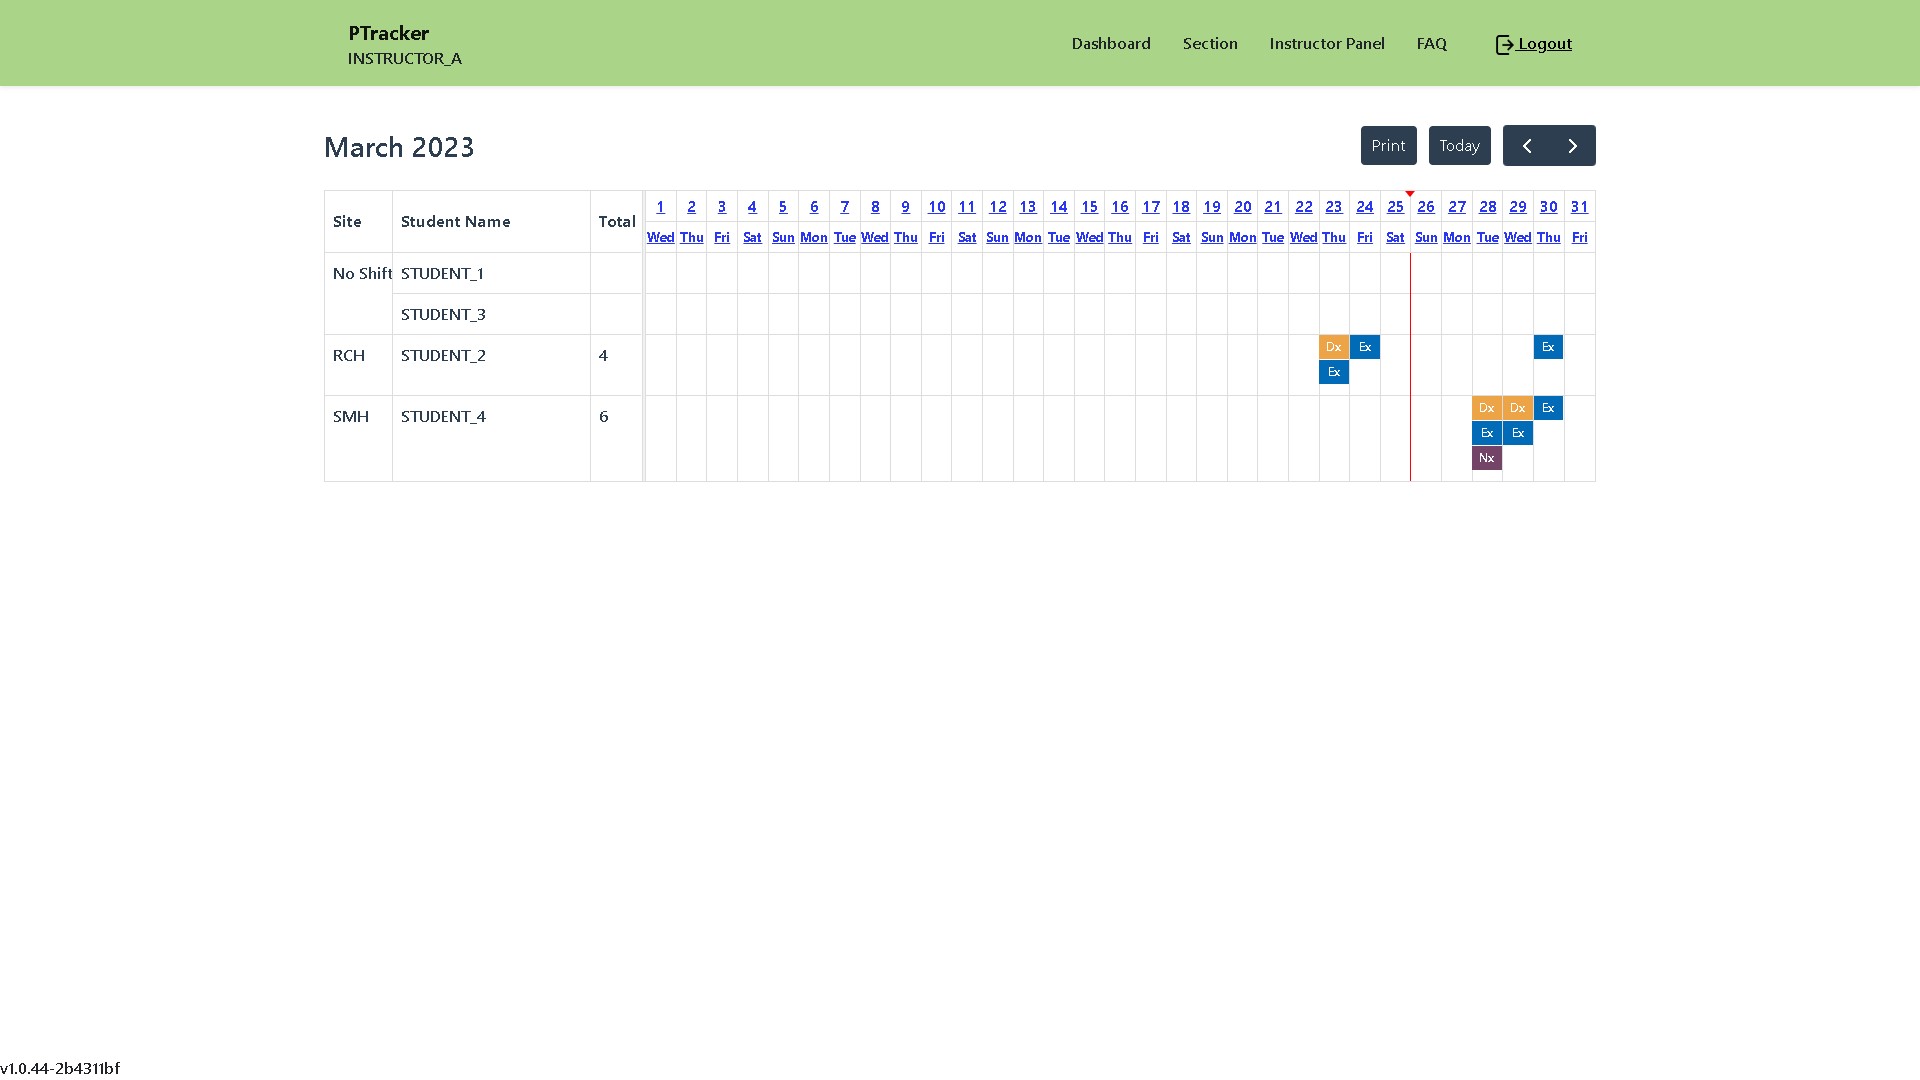 PTracker
INSTRUCTOR_A
Dashboard Section Instructor Panel FAQ Logout
March 2023
Print Today
Site Student Name Total
1 2 3 4 5 6 7 8 9 10 11 12 13 14 15 16 17 18 19 20 21 22 23 24 25 26 27 28 29 30 31
Wed Thu Fri Sat Sun Mon Tue Wed Thu Fri Sat Sun Mon Tue Wed Thu Fri Sat Sun Mon Tue Wed Thu Fri Sat Sun Mon Tue Wed Thu Fri
No Shift STUDENT_1
STUDENT_3
RCH STUDENT_2 4 Dx Ex Ex
Ex
SMH STUDENT_4 6 Dx Dx Ex
Ex Ex
Nx
v1.0.44-2b4311bf